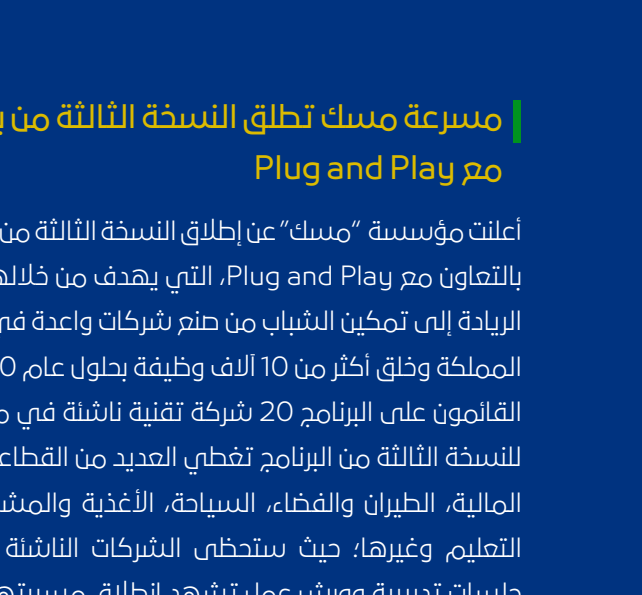 مسرعة مسك تطلق النسخة الثالثة من
مع Plug and Play
أعلنت مؤسسة “مسك” عن إطلاق النسخة الثالثة من
بالتعاون مع Plug and Play، التي يهدف من
الريادة إلى تمكين الشباب من صنع شركات واعدة في
المملكة وخلق أكثر من 10 آلاف وظيفة بحلول عام
القائمون على البرنامج 20 شركة تقنية ناشئة في
للنسخة الثالثة من البرنامج تغطي العديد من
المالية، الطيران والفضاء، السياحة، الأغذية
التعليم وغيرها؛ حيث ستحظى الشركات الناشئة